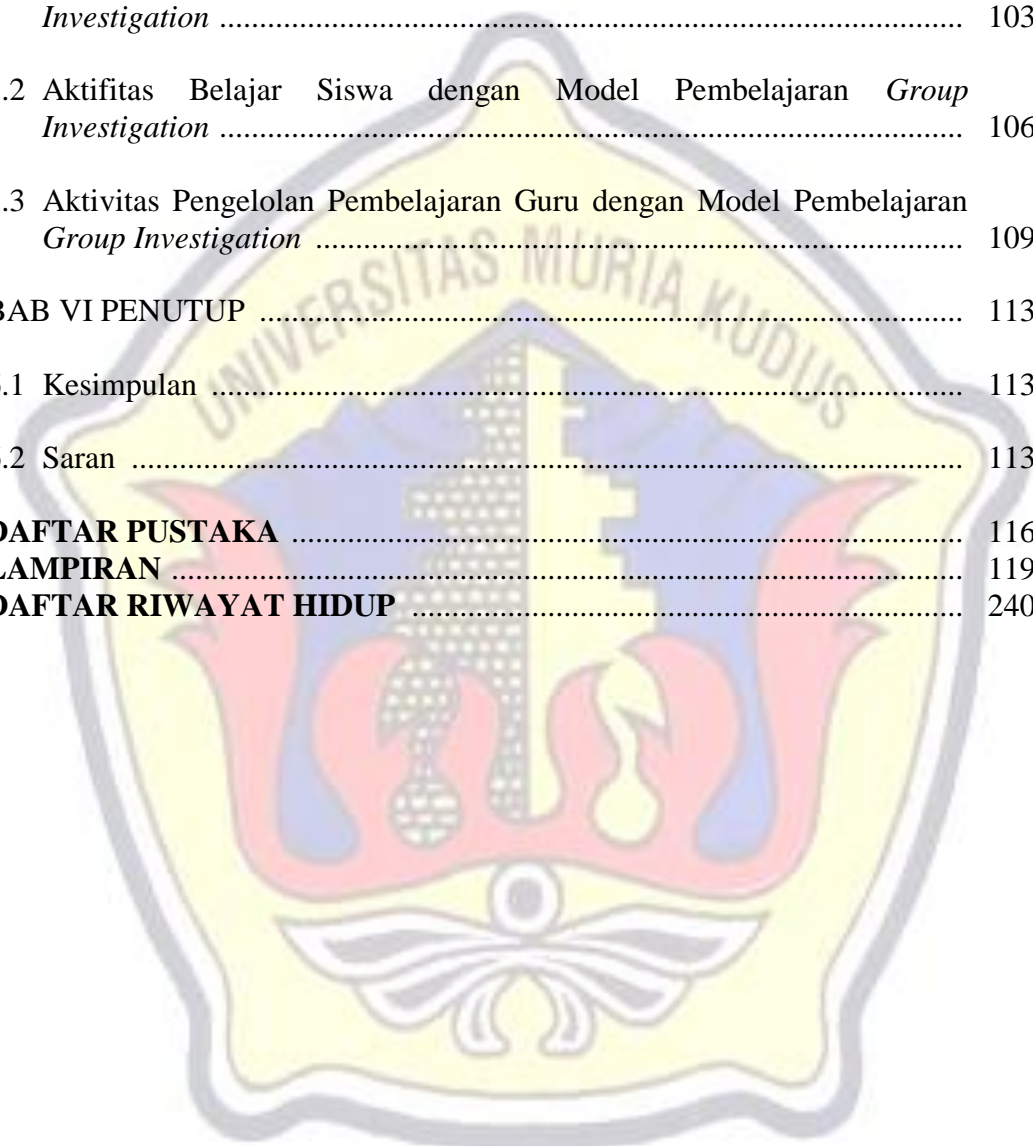 Investigation ........ 103
.2 Aktifitas Belajar Siswa dengan Model Pembelajaran Group
Investigation ........ 106
.3 Aktivitas Pengelolan Pembelajaran Guru dengan Model Pembelajaran
Group Investigation ........ 109
BAB VI PENUTUP ........ 113
.1 Kesimpulan ........ 113
.2 Saran ........ 113
DAFTAR PUSTAKA ........ 116
LAMPIRAN ........ 119
DAFTAR RIWAYAT HIDUP ........ 240
UNIVERSITAS MURIA KUDUS